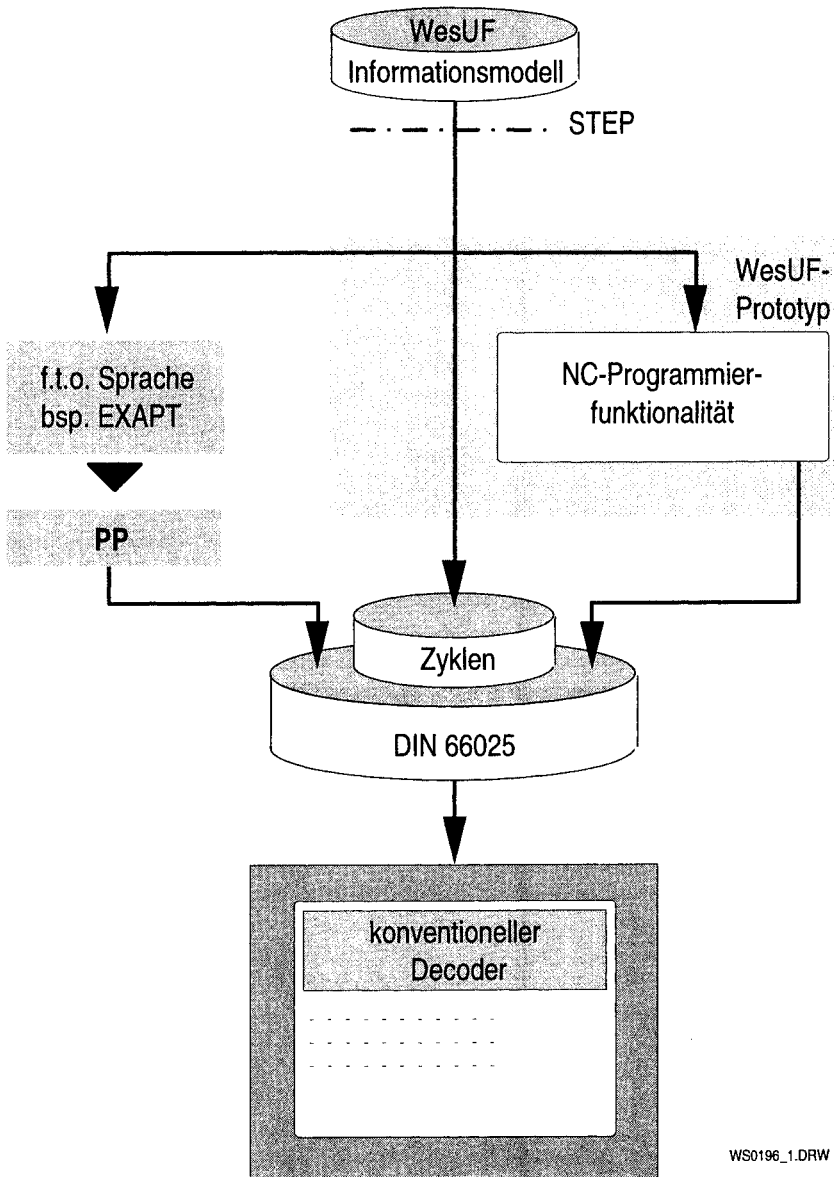 WesUF
Informationsmodell
STEP
WesUF-
Prototyp
f.t.o. Sprache
bsp. EXAPT
NC-Programmier-
funktionalität
PP
Zyklen
DIN 66025
konventioneller
Decoder
WS0196_1.DRW